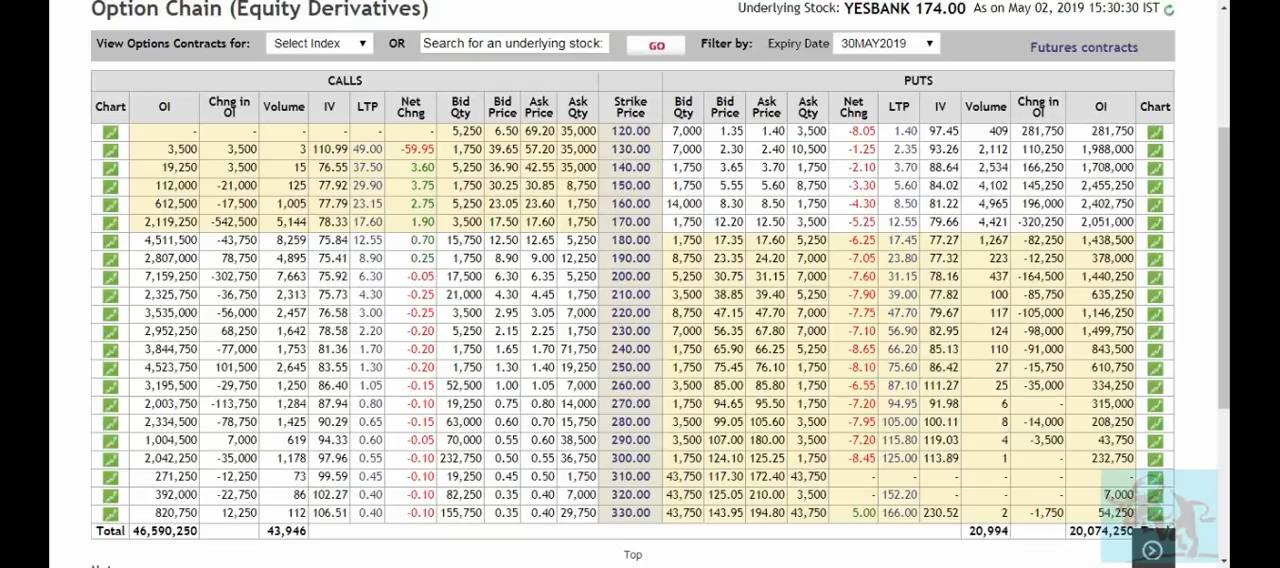 Option Chain (Equity Derivatives) Underlying Stock: YESBANK 174.00 As on May 02, 2019 15:30:30 IST
View Options Contracts for: Select Index OR Search for an underlying stock: GO Filter by: Expiry Date 30MAY2019 Futures contracts
CALLS PUTS
Chart OI Chng in OI Volume IV LTP Net Chng Bid Qty Bid Price Ask Price Ask Qty Strike Price Bid Qty Bid Price Ask Price Ask Qty Net Chng LTP IV Volume Chng in OI OI Chart
- - - - - - 5,250 6.50 69.20 35,000 120.00 7,000 1.35 1.40 3,500 -8.05 1.40 97.45 409 281,750 281,750
3,500 3,500 3 110.99 49.00 -59.95 1,750 39.65 57.20 35,000 130.00 7,000 2.30 2.40 10,500 -1.25 2.35 93.26 2,112 110,250 1,988,000
19,250 3,500 15 76.55 37.50 3.60 5,250 36.90 42.55 35,000 140.00 1,750 3.65 3.70 1,750 -2.10 3.70 88.64 2,534 166,250 1,708,000
112,000 -21,000 125 77.92 29.90 3.75 1,750 30.25 30.85 8,750 150.00 1,750 5.55 5.60 8,750 -3.30 5.60 84.02 4,102 145,250 2,455,250
612,500 -17,500 1,005 77.79 23.15 2.75 5,250 23.05 23.60 1,750 160.00 14,000 8.30 8.50 1,750 -4.30 8.50 81.22 4,965 196,000 2,402,750
2,119,250 -542,500 5,144 78.33 17.60 1.90 3,500 17.50 17.60 1,750 170.00 1,750 12.20 12.50 3,500 -5.25 12.55 79.66 4,421 -320,250 2,051,000
4,511,500 -43,750 8,259 75.84 12.55 0.70 15,750 12.50 12.65 5,250 180.00 1,750 17.35 17.60 5,250 -6.25 17.45 77.27 1,267 -82,250 1,438,500
2,807,000 78,750 4,895 75.41 8.90 0.25 1,750 8.90 9.00 12,250 190.00 8,750 23.35 24.20 7,000 -7.05 23.80 77.32 223 -12,250 378,000
7,159,250 -302,750 7,663 75.92 6.30 -0.05 17,500 6.30 6.35 5,250 200.00 5,250 30.75 31.15 7,000 -7.60 31.15 78.16 437 -164,500 1,440,250
2,325,750 -36,750 2,313 75.73 4.30 -0.25 21,000 4.30 4.45 1,750 210.00 3,500 38.85 39.40 5,250 -7.90 39.00 77.82 100 -85,750 635,250
3,535,000 -56,000 2,457 76.58 3.00 -0.25 3,500 2.95 3.05 7,000 220.00 8,750 47.15 47.70 7,000 -7.75 47.70 79.67 117 -105,000 1,146,250
2,952,250 68,250 1,642 78.58 2.20 -0.20 5,250 2.15 2.25 1,750 230.00 7,000 56.35 67.80 7,000 -7.10 56.90 82.95 124 -98,000 1,499,750
3,844,750 -77,000 1,753 81.36 1.70 -0.20 1,750 1.65 1.70 71,750 240.00 1,750 65.90 66.25 5,250 -8.65 66.20 85.13 110 -91,000 843,500
4,523,750 101,500 2,645 83.55 1.30 -0.20 1,750 1.30 1.40 19,250 250.00 1,750 75.45 76.10 1,750 -8.10 75.60 86.42 27 -15,750 610,750
3,195,500 -29,750 1,250 86.40 1.05 -0.15 52,500 1.00 1.05 7,000 260.00 3,500 85.00 85.80 1,750 -6.55 87.10 111.27 25 -35,000 334,250
2,003,750 -113,750 1,284 87.94 0.80 -0.10 19,250 0.75 0.80 14,000 270.00 1,750 94.65 95.50 1,750 -7.20 94.95 91.98 6 - 315,000
2,334,500 -78,750 1,425 90.29 0.65 -0.15 63,000 0.60 0.70 15,750 280.00 1,750 99.05 105.60 3,500 -7.95 105.00 100.11 8 -14,000 208,250
1,004,500 7,000 619 94.33 0.60 -0.05 70,000 0.55 0.60 38,500 290.00 3,500 107.00 180.00 3,500 -7.20 115.80 119.03 4 -3,500 43,750
2,042,250 -35,000 1,178 97.96 0.55 -0.10 232,750 0.50 0.55 36,750 300.00 1,750 124.10 125.25 1,750 -8.45 125.00 113.89 1 - 232,750
271,250 -12,250 73 99.59 0.45 -0.10 19,250 0.45 0.50 1,750 310.00 43,750 117.30 172.40 43,750 - - - - - -
392,000 -22,750 86 102.27 0.40 -0.10 82,250 0.35 0.40 7,000 320.00 43,750 125.05 210.00 3,500 - 152.20 - - - 7,000
820,750 12,250 112 106.51 0.40 -0.10 155,750 0.35 0.40 29,750 330.00 43,750 143.95 194.80 43,750 5.00 166.00 230.52 2 -1,750 54,250
Total 46,590,250 43,946 20,994 20,074,250
Top